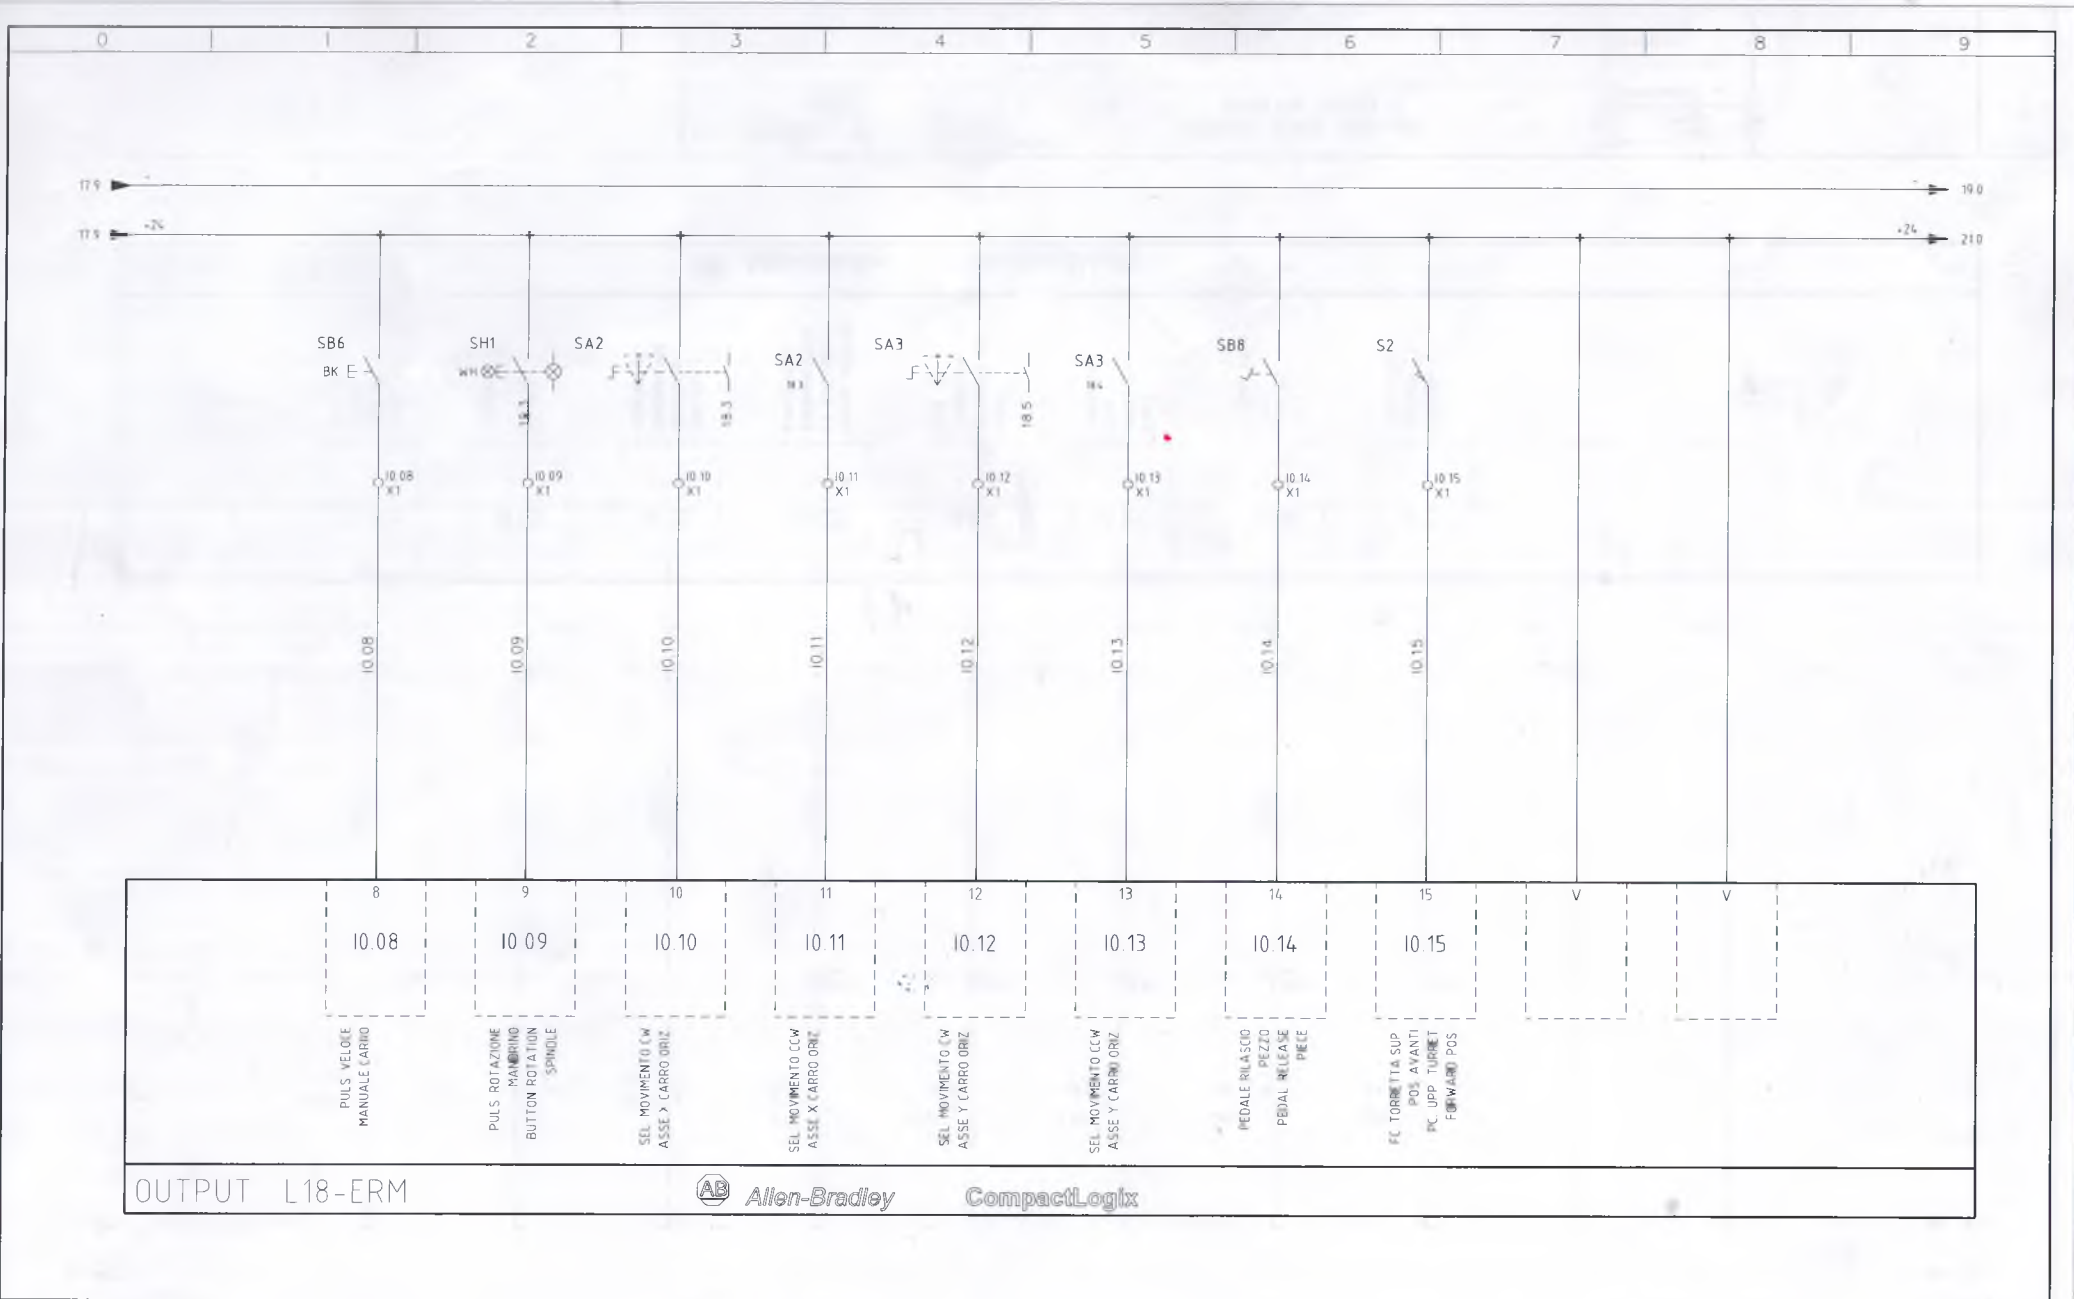 0 1 2 3 4 5 6 7 8 9
17.9 19.0
17.9 +24 +24 21.0
SB6 SH1 SA2 SA2 SA3 SA3 SB8 S2
BK WH 18.3 18.4
18.3 18.3 18.5
I0.08 I0.09 I0.10 I0.11 I0.12 I0.13 I0.14 I0.15
X1 X1 X1 X1 X1 X1 X1 X1
I0.08 I0.09 I0.10 I0.11 I0.12 I0.13 I0.14 I0.15
8 9 10 11 12 13 14 15 V V
I0.08 I0.09 I0.10 I0.11 I0.12 I0.13 I0.14 I0.15
PULS VELOCE
MANUALE CARRO
PULS ROTAZIONE
MANDRINO
BUTTON ROTATION
SPINDLE
SEL MOVIMENTO CW
ASSE X CARRO ORIZ
SEL MOVIMENTO CCW
ASSE X CARRO ORIZ
SEL MOVIMENTO CW
ASSE Y CARRO ORIZ
SEL MOVIMENTO CCW
ASSE Y CARRO ORIZ
PEDALE RILASCIO
PEZZO
PEDAL RELEASE
PIECE
FC TORRETTA SUP
POS AVANTI
PC. UPP TURRET
FORWARD POS
OUTPUT L18-ERM AB Allen-Bradley CompactLogix